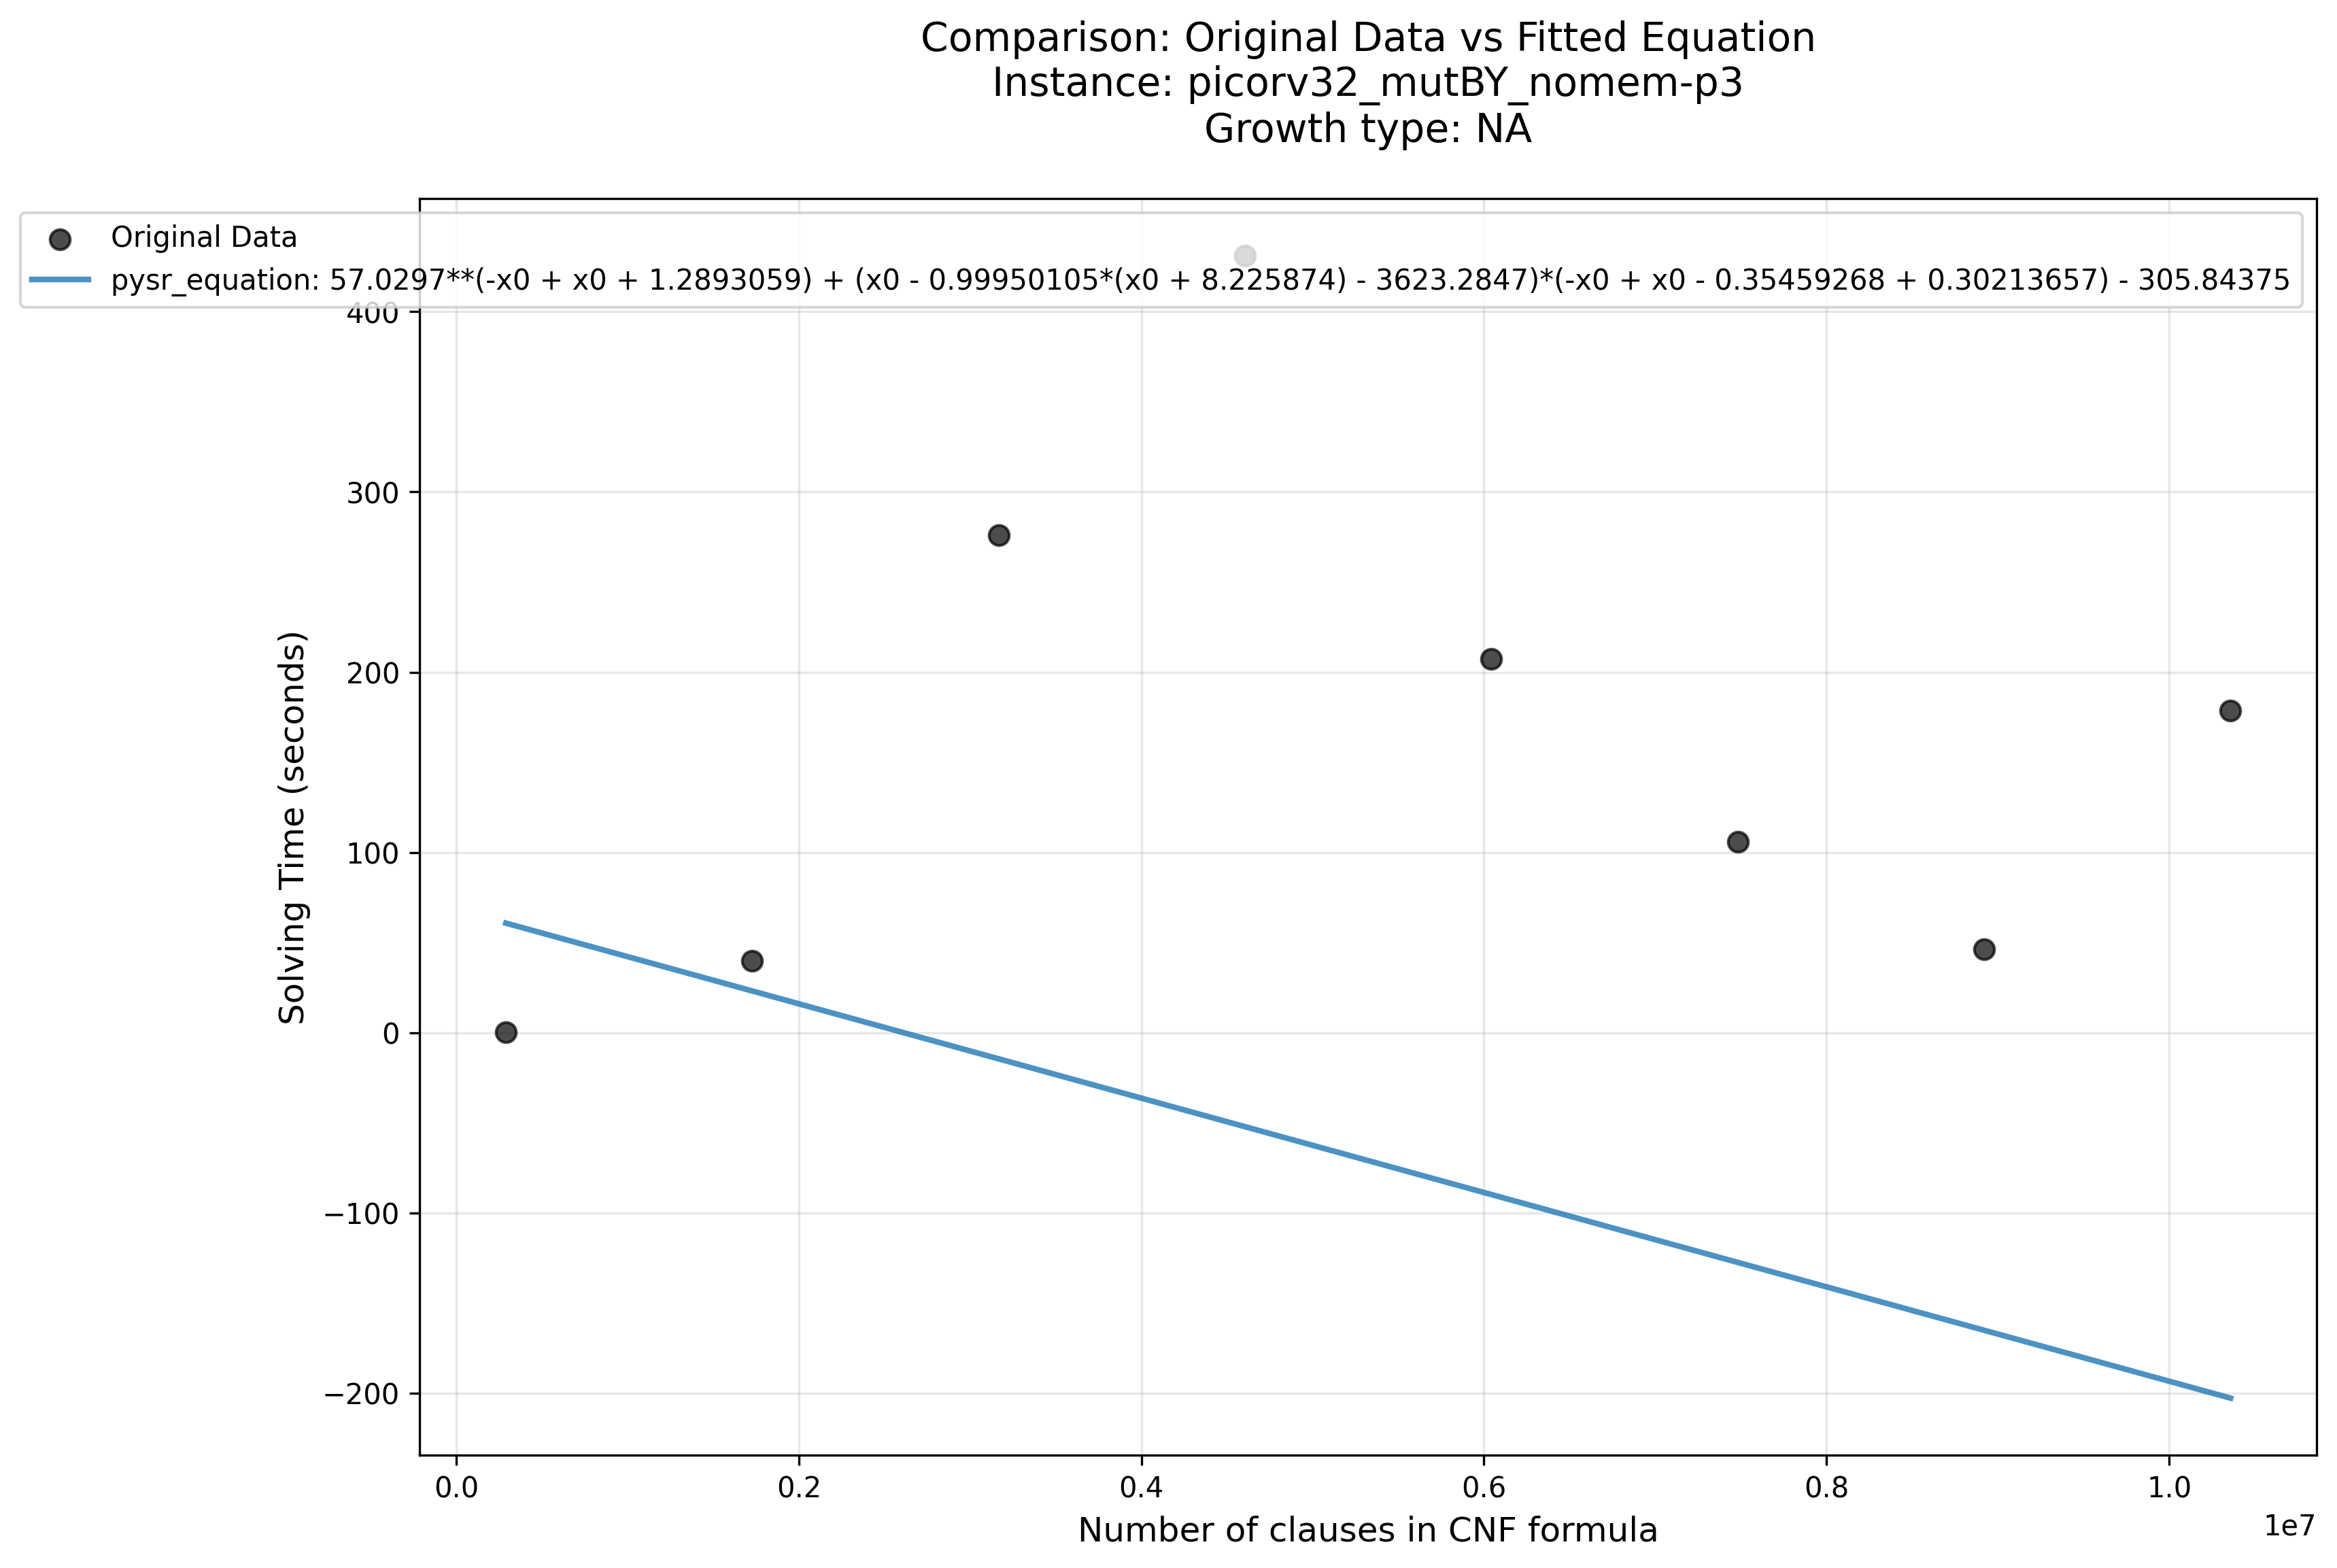 Comparison: Original Data vs Fitted Equation
Instance: picorv32_mutBY_nomem-p3
Growth type: NA
Original Data
pysr_equation: 57.0297**(-x0 + x0 + 1.2893059) + (x0 - 0.99950105*(x0 + 8.225874) - 3623.2847)*(-x0 + x0 - 0.35459268 + 0.30213657) - 305.84375
400
300
200
100
0
−100
−200
Solving Time (seconds)
0.0 0.2 0.4 0.6 0.8 1.0
1e7
Number of clauses in CNF formula